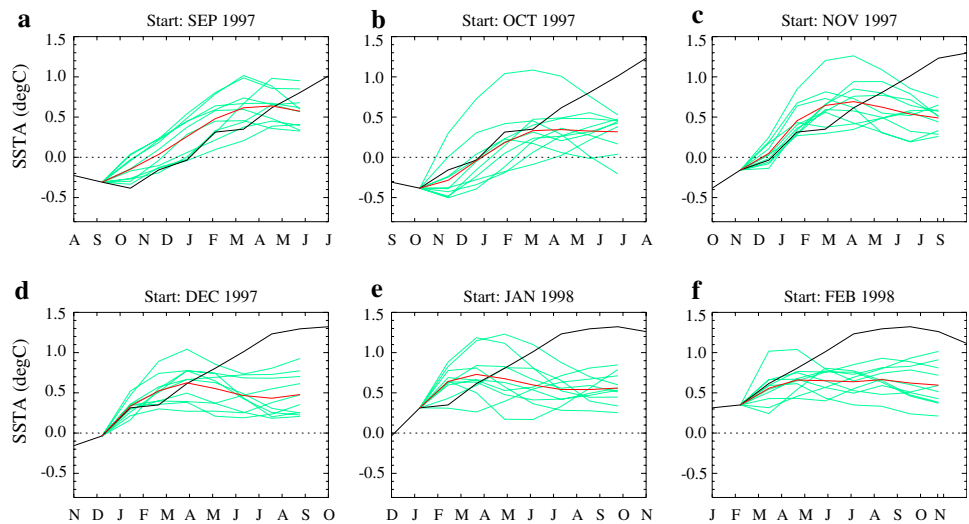 a Start: SEP 1997
b Start: OCT 1997
c Start: NOV 1997
SSTA (degC)
1.5
1.0
0.5
0.0
-0.5
A S O N D J F M A M J J
1.5
1.0
0.5
0.0
-0.5
S O N D J F M A M J J A
1.5
1.0
0.5
0.0
-0.5
O N D J F M A M J J A S
d Start: DEC 1997
e Start: JAN 1998
f Start: FEB 1998
SSTA (degC)
1.5
1.0
0.5
0.0
-0.5
N D J F M A M J J A S O
1.5
1.0
0.5
0.0
-0.5
D J F M A M J J A S O N
1.5
1.0
0.5
0.0
-0.5
J F M A M J J A S O N